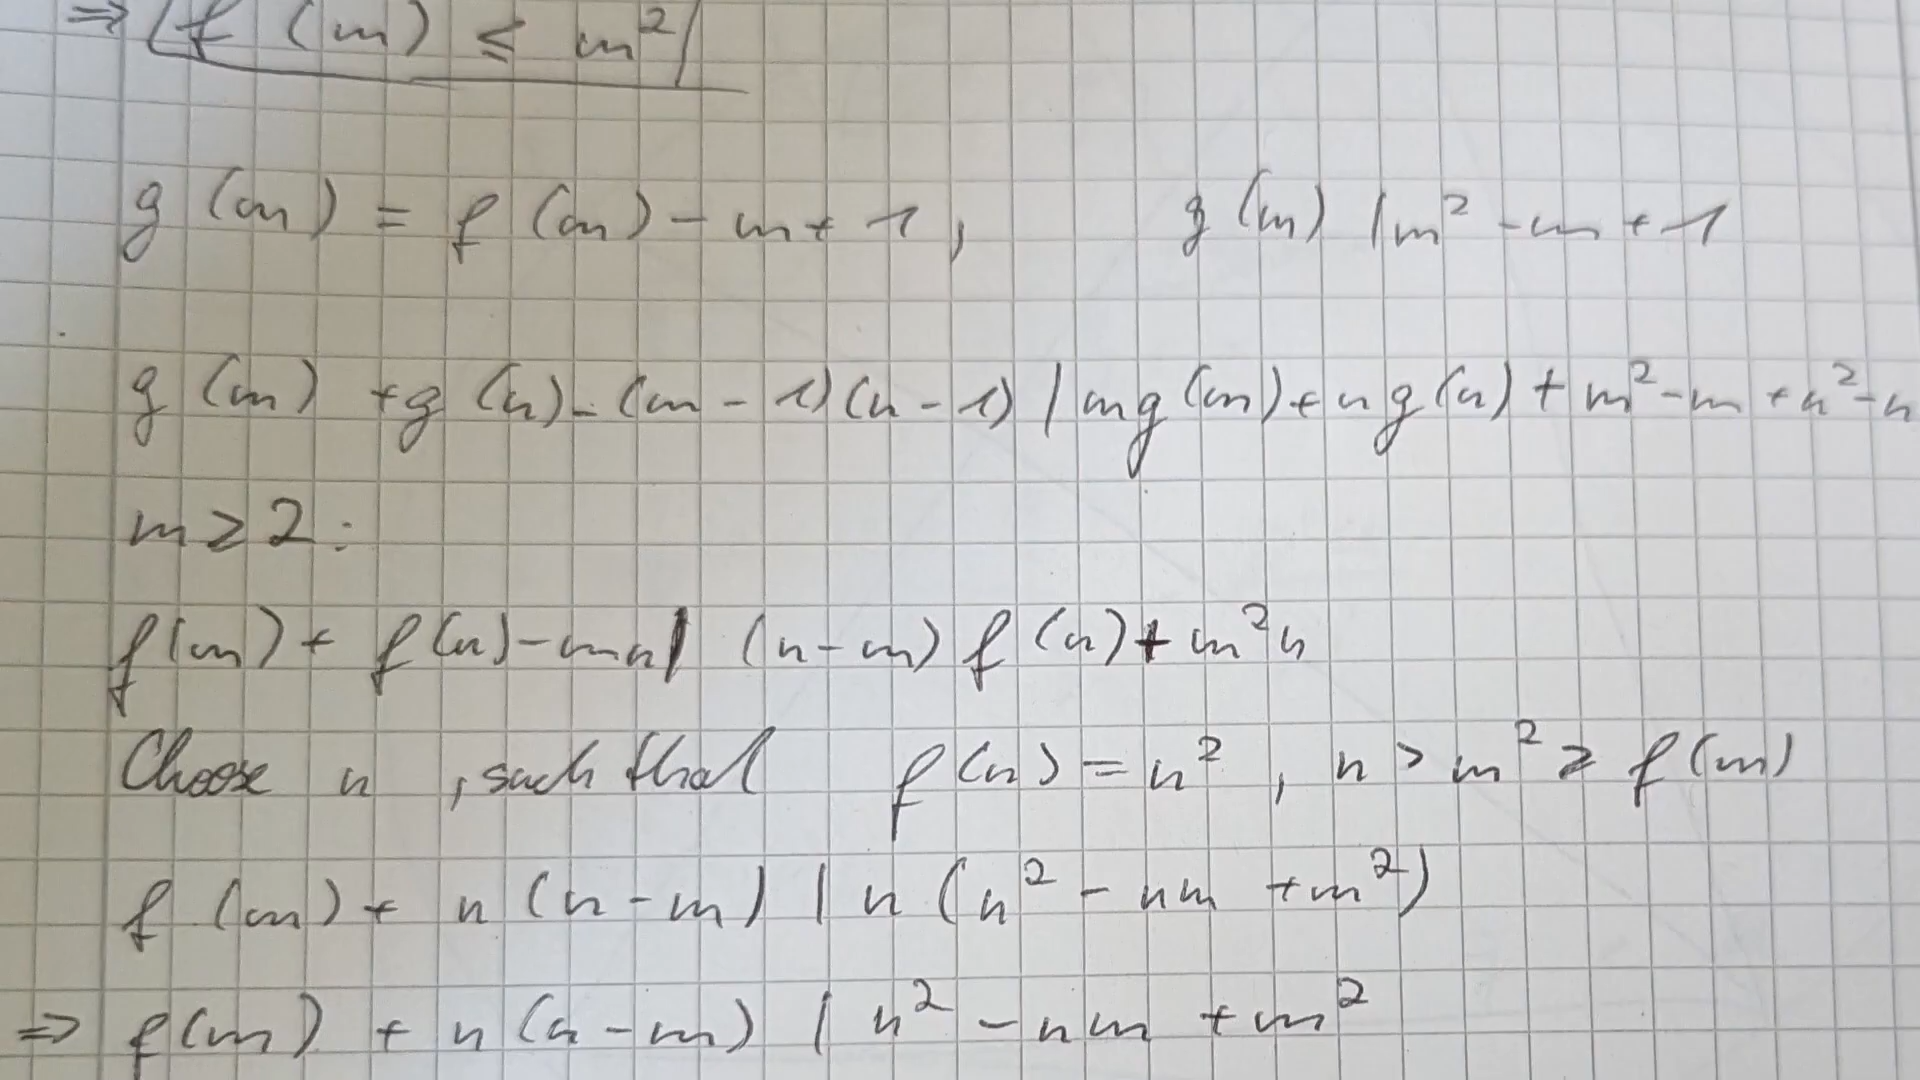 ⇒ f(m) ≤ m²
g(m) = f(m) - m + 1, g(m) | m² - m + 1
g(m) + g(n) - (m - 1)(n - 1) | mg(m) + ng(n) + m² - m + n² - n
m ≥ 2:
f(m) + f(n) - mn | (n - m) f(n) + m²n
Choose n, such that f(n) = n², n > m² ≥ f(m)
f(m) + n(n - m) | n(n² - nm + m²)
⇒ f(m) + n(n - m) | n² - nm + m²